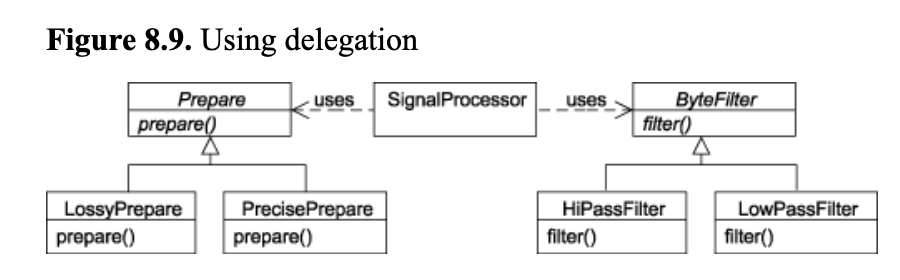 Figure 8.9. Using delegation
Prepare
prepare()
uses
SignalProcessor
uses
ByteFilter
filter()
LossyPrepare
prepare()
PrecisePrepare
prepare()
HiPassFilter
filter()
LowPassFilter
filter()